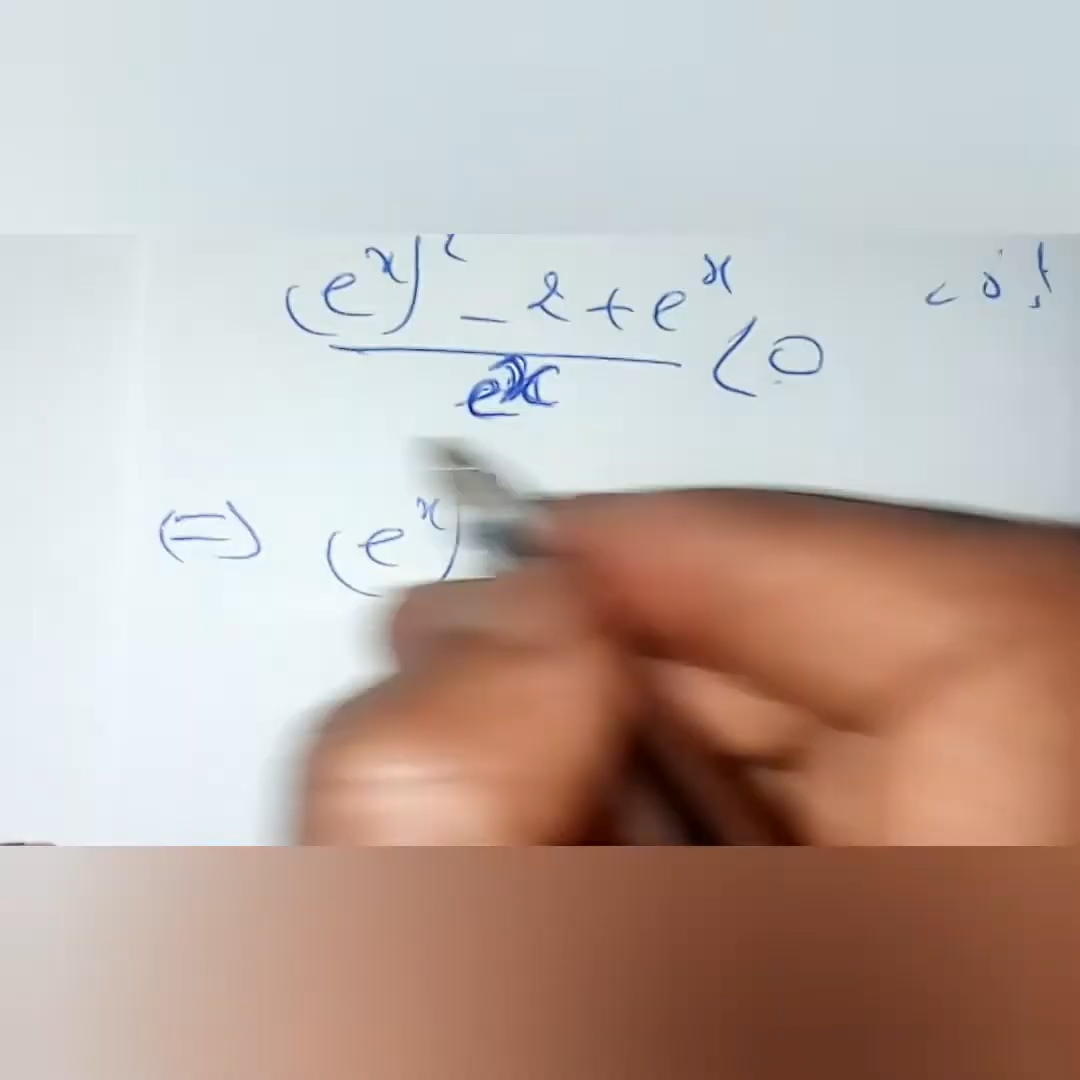 (e^x)² - 2 + e^x
――――――― < 0
e^x
⇔ (e^x)